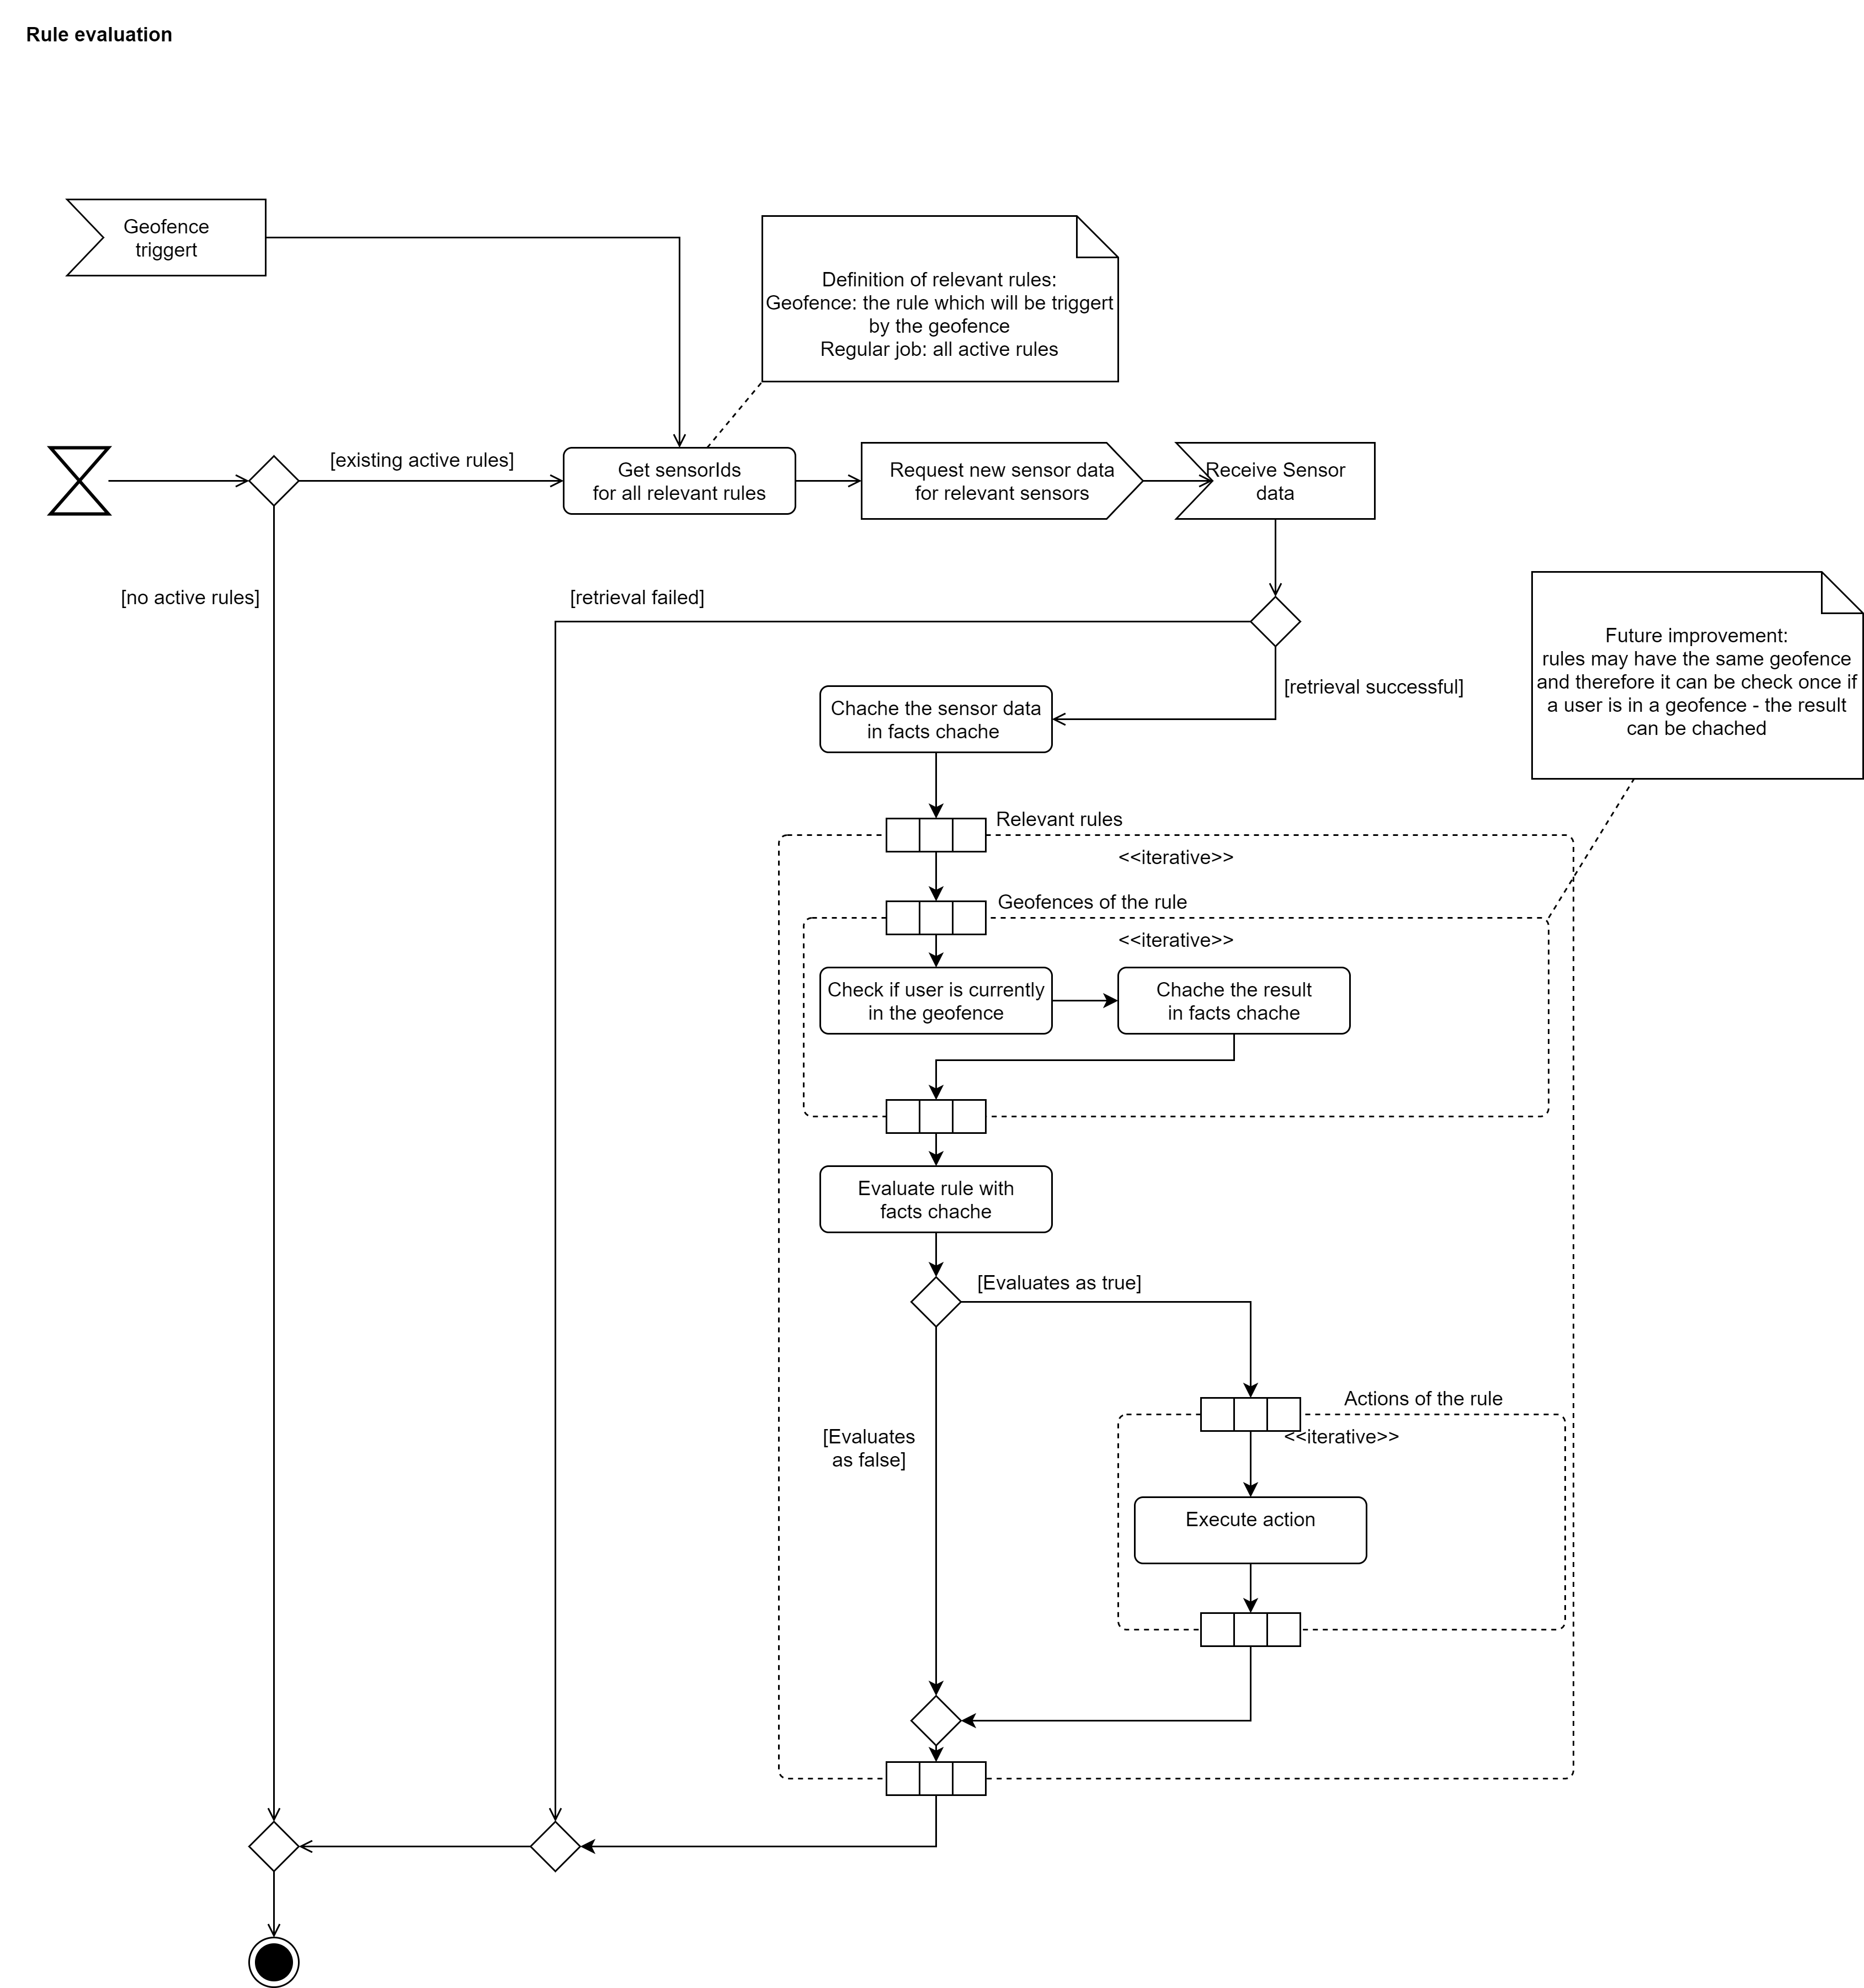 Rule evaluation
Geofence
triggert
Definition of relevant rules:
Geofence: the rule which will be triggert
by the geofence
Regular job: all active rules
[existing active rules]
Get sensorIds
for all relevant rules
Request new sensor data
for relevant sensors
Receive Sensor
data
[no active rules]
[retrieval failed]
[retrieval successful]
Future improvement:
rules may have the same geofence
and therefore it can be check once if
a user is in a geofence - the result
can be chached
Chache the sensor data
in facts chache
Relevant rules
<<iterative>>
Geofences of the rule
<<iterative>>
Check if user is currently
in the geofence
Chache the result
in facts chache
Evaluate rule with
facts chache
[Evaluates as true]
[Evaluates
as false]
Actions of the rule
<<iterative>>
Execute action